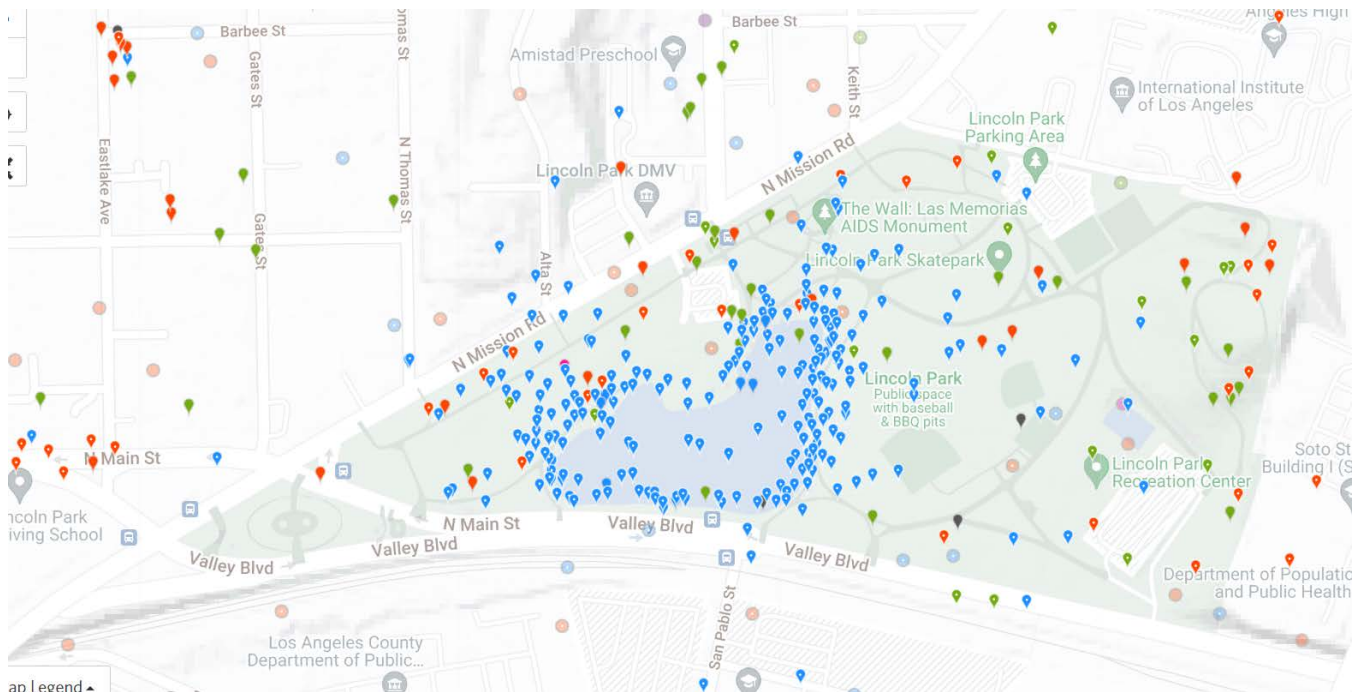 Barbee St
Barbee St
Angeles High
Amistad Preschool
N Thomas St
Gates St
Keith St
International Institute
of Los Angeles
Lincoln Park
Parking Area
Eastlake Ave
N Thomas St
N Mission Rd
Lincoln Park DMV
The Wall: Las Memorias
AIDS Monument
Gates St
Alta St
Lincoln Park Skatepark
N Mission Rd
Lincoln Park
Public space
with baseball
& BBQ pits
N Main St
Lincoln Park
Recreation Center
Soto St
Building I (S
ncoln Park
iving School
N Main St
Valley Blvd
Valley Blvd
Valley Blvd
Valley Blvd
Department of Populatio
and Public Health
San Pablo St
Los Angeles County
Department of Public...
ap Legend